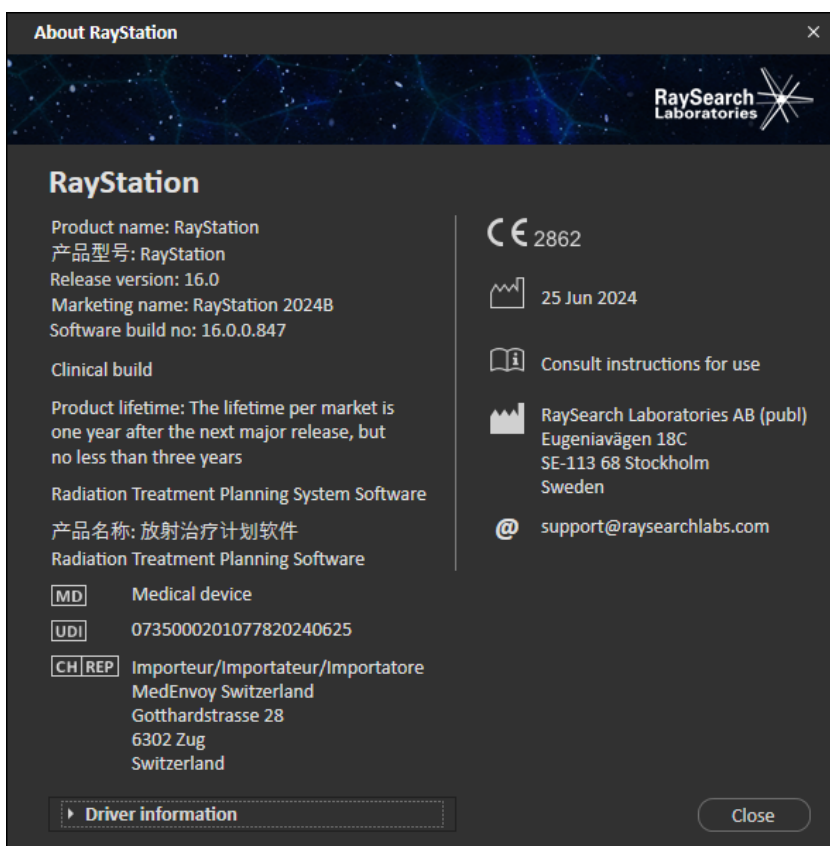 About RayStation
RaySearch
Laboratories
RayStation
Product name: RayStation
产品型号: RayStation
Release version: 16.0
Marketing name: RayStation 2024B
Software build no: 16.0.0.847
Clinical build
Product lifetime: The lifetime per market is
one year after the next major release, but
no less than three years
Radiation Treatment Planning System Software
产品名称: 放射治疗计划软件
Radiation Treatment Planning Software
MD Medical device
UDI 0735000201077820240625
CH REP Importeur/Importateur/Importatore
MedEnvoy Switzerland
Gotthardstrasse 28
6302 Zug
Switzerland
CE 2862
25 Jun 2024
Consult instructions for use
RaySearch Laboratories AB (publ)
Eugeniavägen 18C
SE-113 68 Stockholm
Sweden
@ support@raysearchlabs.com
Driver information
Close